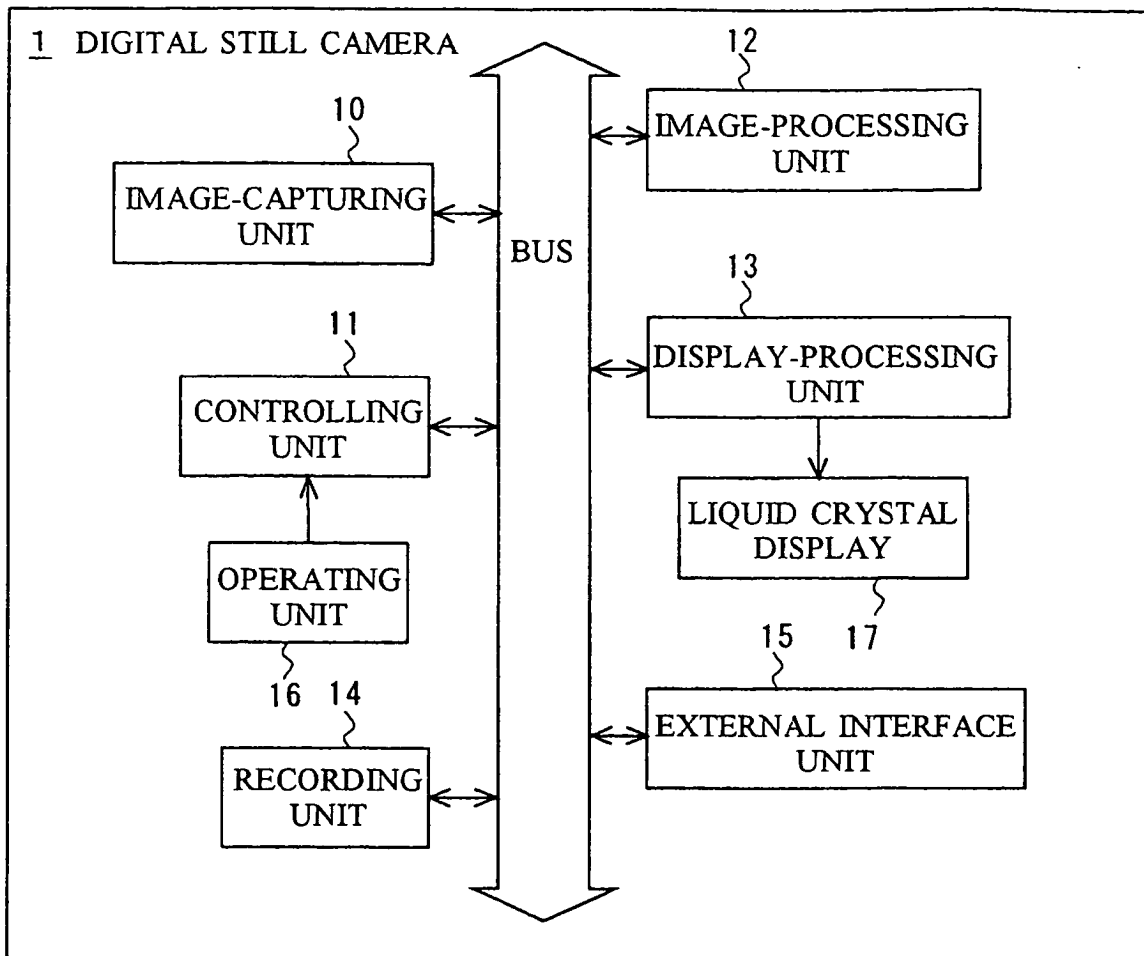 1 DIGITAL STILL CAMERA
10
IMAGE-CAPTURING
UNIT
11
CONTROLLING
UNIT
OPERATING
UNIT
16
14
RECORDING
UNIT
BUS
12
IMAGE-PROCESSING
UNIT
13
DISPLAY-PROCESSING
UNIT
LIQUID CRYSTAL
DISPLAY
17
15
EXTERNAL INTERFACE
UNIT